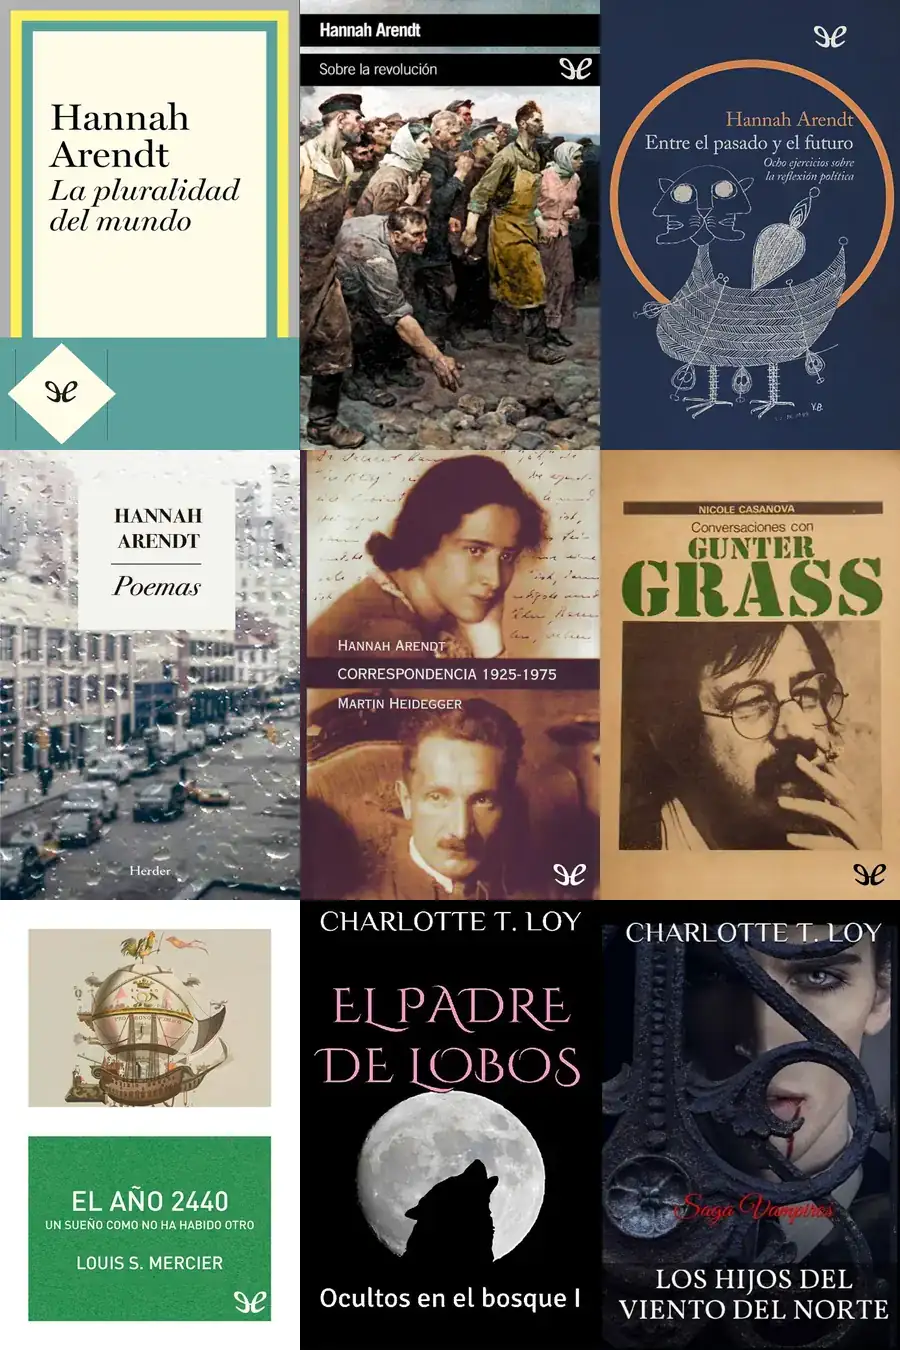 Hannah
Arendt
La pluralidad
del mundo
Hannah Arendt
Sobre la revolución
Hannah Arendt
Entre el pasado y el futuro
Ocho ejercicios sobre
la reflexión política
Y.B.
HANNAH
ARENDT
Poemas
Herder
HANNAH ARENDT
CORRESPONDENCIA 1925-1975
MARTIN HEIDEGGER
NICOLE CASANOVA
Conversaciones con
GUNTER
GRASS
EL AÑO 2440
UN SUEÑO COMO NO HA HABIDO OTRO
LOUIS S. MERCIER
CHARLOTTE T. LOY
EL PADRE
DE LOBOS
Ocultos en el bosque I
CHARLOTTE T. LOY
Saga Vampiros
LOS HIJOS DEL
VIENTO DEL NORTE